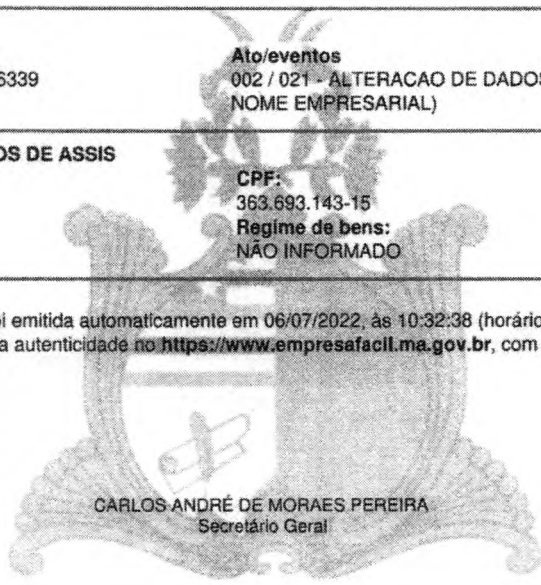 Ato/eventos
6339 002 / 021 - ALTERACAO DE DADOS
NOME EMPRESARIAL)
OS DE ASSIS
CPF:
363.693.143-15
Regime de bens:
NÃO INFORMADO
i emitida automaticamente em 06/07/2022, às 10:32:38 (horário
a autenticidade no https://www.empresafacil.ma.gov.br, com
CARLOS ANDRÉ DE MORAES PEREIRA
Secretário Geral